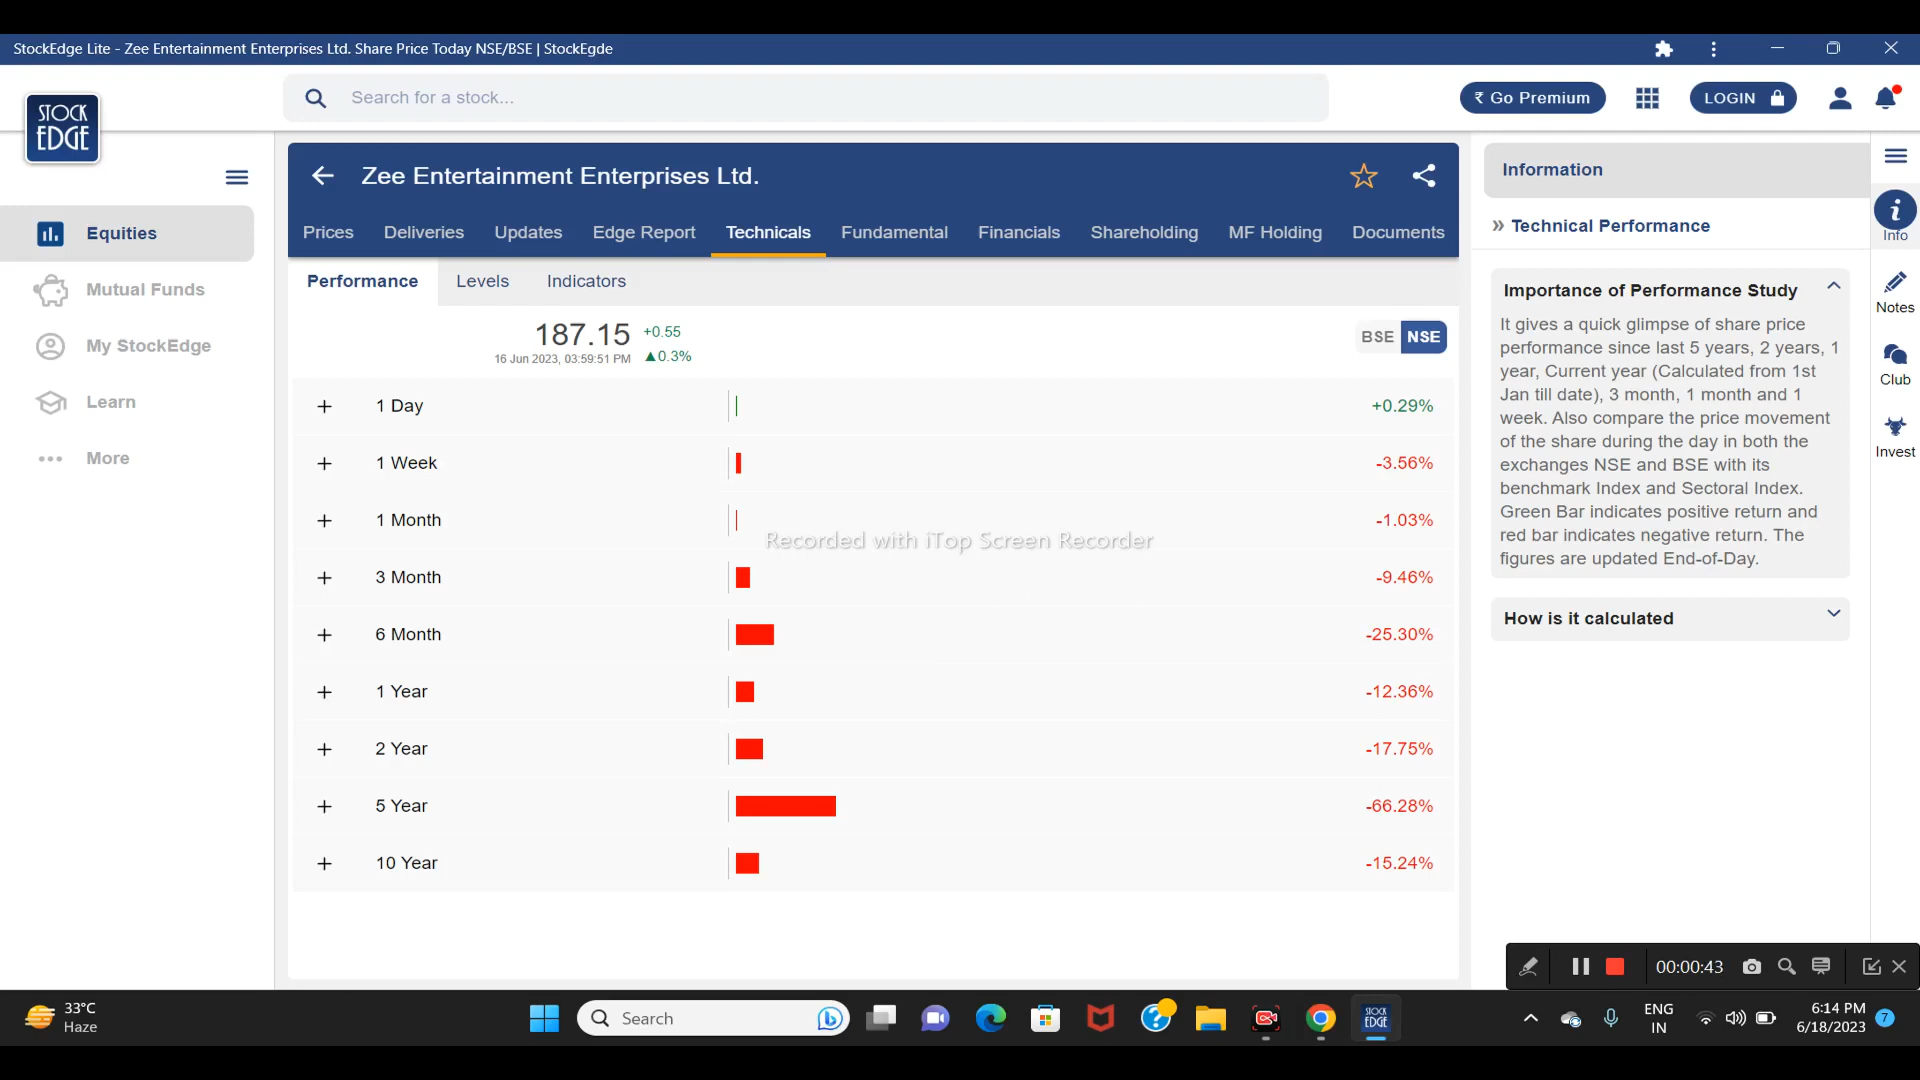 StockEdge Lite - Zee Entertainment Enterprises Ltd. Share Price Today NSE/BSE | StockEgde
STOCK
EDGE
Search for a stock...
₹ Go Premium
LOGIN
Equities
Mutual Funds
My StockEdge
Learn
More
Zee Entertainment Enterprises Ltd.
Prices Deliveries Updates Edge Report Technicals Fundamental Financials Shareholding MF Holding Documents
Performance Levels Indicators
187.15 +0.55
16 Jun 2023, 03:59:51 PM ▲0.3%
BSE NSE
+ 1 Day +0.29%
+ 1 Week -3.56%
+ 1 Month -1.03%
+ 3 Month -9.46%
+ 6 Month -25.30%
+ 1 Year -12.36%
+ 2 Year -17.75%
+ 5 Year -66.28%
+ 10 Year -15.24%
Recorded with iTop Screen Recorder
Information
» Technical Performance
Importance of Performance Study
It gives a quick glimpse of share price
performance since last 5 years, 2 years, 1
year, Current year (Calculated from 1st
Jan till date), 3 month, 1 month and 1
week. Also compare the price movement
of the share during the day in both the
exchanges NSE and BSE with its
benchmark Index and Sectoral Index.
Green Bar indicates positive return and
red bar indicates negative return. The
figures are updated End-of-Day.
How is it calculated
i
Info
Notes
Club
Invest
00:00:43
33°C
Haze
Search
STOCK
EDGE
ENG
IN
6:14 PM
6/18/2023
7